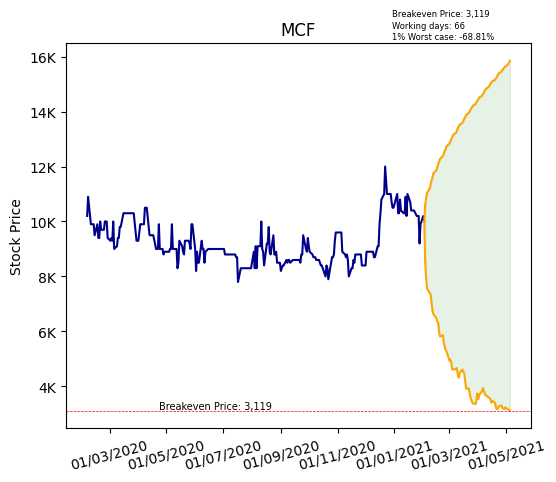 Breakeven Price: 3,119
Working days: 66
1% Worst case: -68.81%
MCF
Stock Price
16K
14K
12K
10K
8K
6K
4K
Breakeven Price: 3,119
01/03/2020 01/05/2020 01/07/2020 01/09/2020 01/11/2020 01/01/2021 01/03/2021 01/05/2021